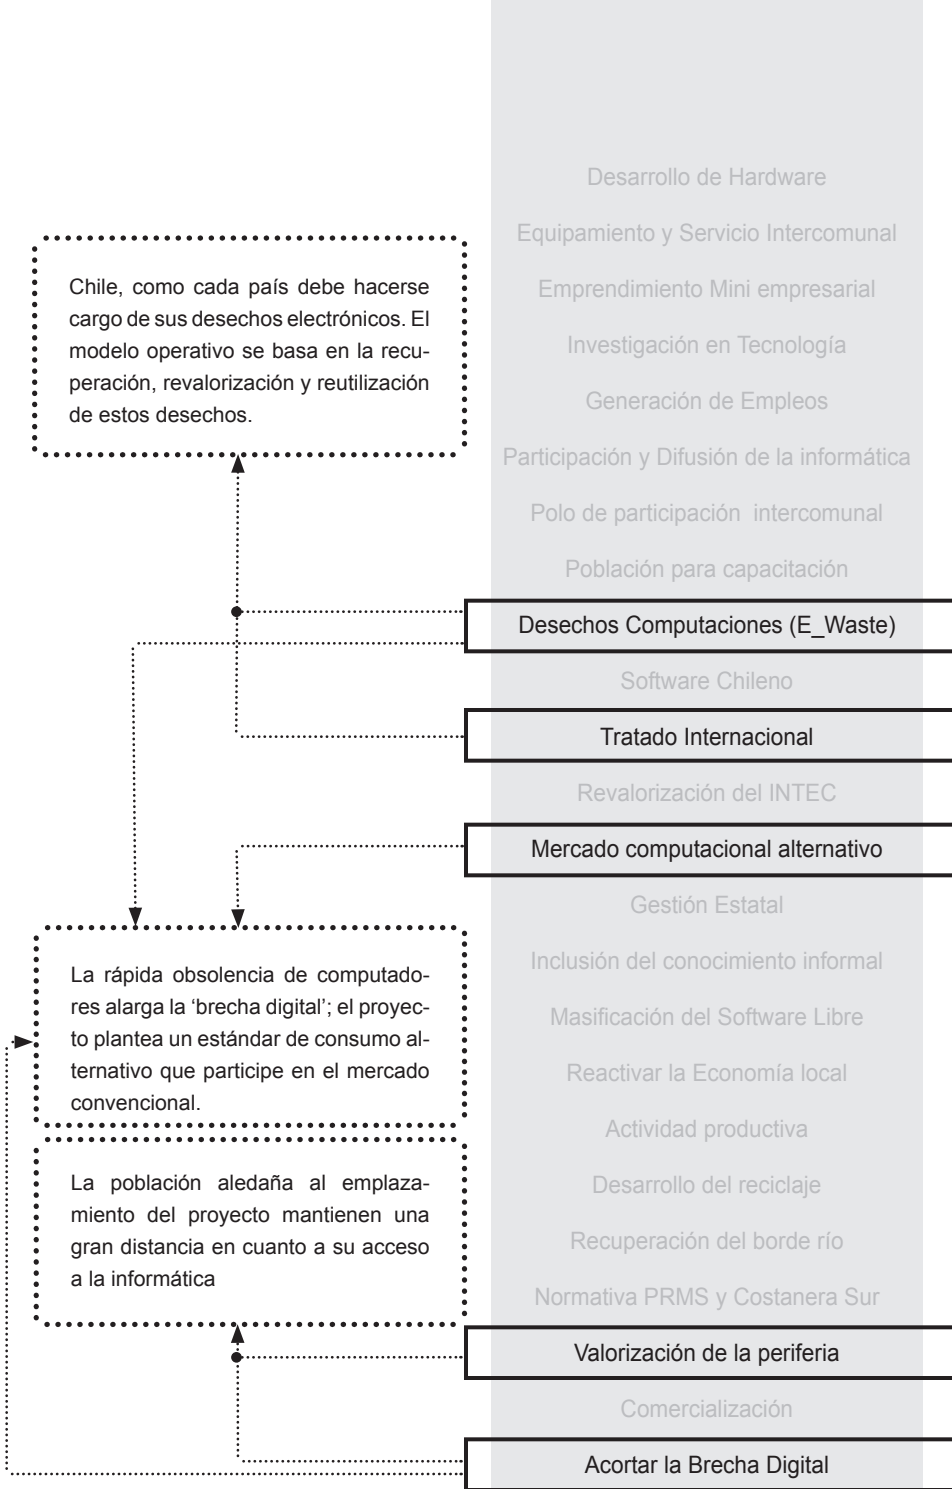 Desarrollo de Hardware
Equipamiento y Servicio Intercomunal
Emprendimiento Mini empresarial
Investigación en Tecnología
Generación de Empleos
Participación y Difusión de la informática
Polo de participación intercomunal
Población para capacitación
Desechos Computaciones (E_Waste)
Software Chileno
Tratado Internacional
Revalorización del INTEC
Mercado computacional alternativo
Gestión Estatal
Inclusión del conocimiento informal
Masificación del Software Libre
Reactivar la Economía local
Actividad productiva
Desarrollo del reciclaje
Recuperación del borde río
Normativa PRMS y Costanera Sur
Valorización de la periferia
Comercialización
Acortar la Brecha Digital
Chile, como cada país debe hacerse
cargo de sus desechos electrónicos. El
modelo operativo se basa en la recu-
peración, revalorización y reutilización
de estos desechos.
La rápida obsolencia de computado-
res alarga la ‘brecha digital’; el proyec-
to plantea un estándar de consumo al-
ternativo que participe en el mercado
convencional.
La población aledaña al emplaza-
miento del proyecto mantienen una
gran distancia en cuanto a su acceso
a la informática